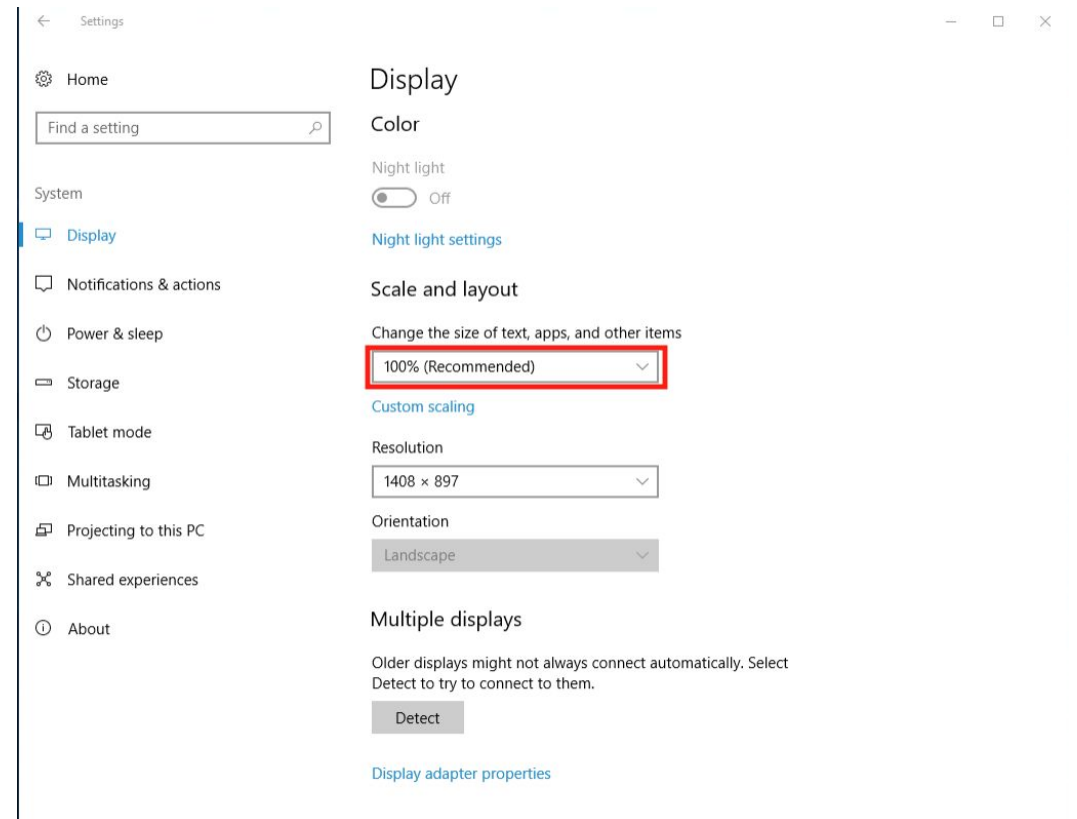 Settings
Home
Find a setting
System
Display
Notifications & actions
Power & sleep
Storage
Tablet mode
Multitasking
Projecting to this PC
Shared experiences
About
Display
Color
Night light
Off
Night light settings
Scale and layout
Change the size of text, apps, and other items
100% (Recommended)
Custom scaling
Resolution
1408 × 897
Orientation
Landscape
Multiple displays
Older displays might not always connect automatically. Select
Detect to try to connect to them.
Detect
Display adapter properties